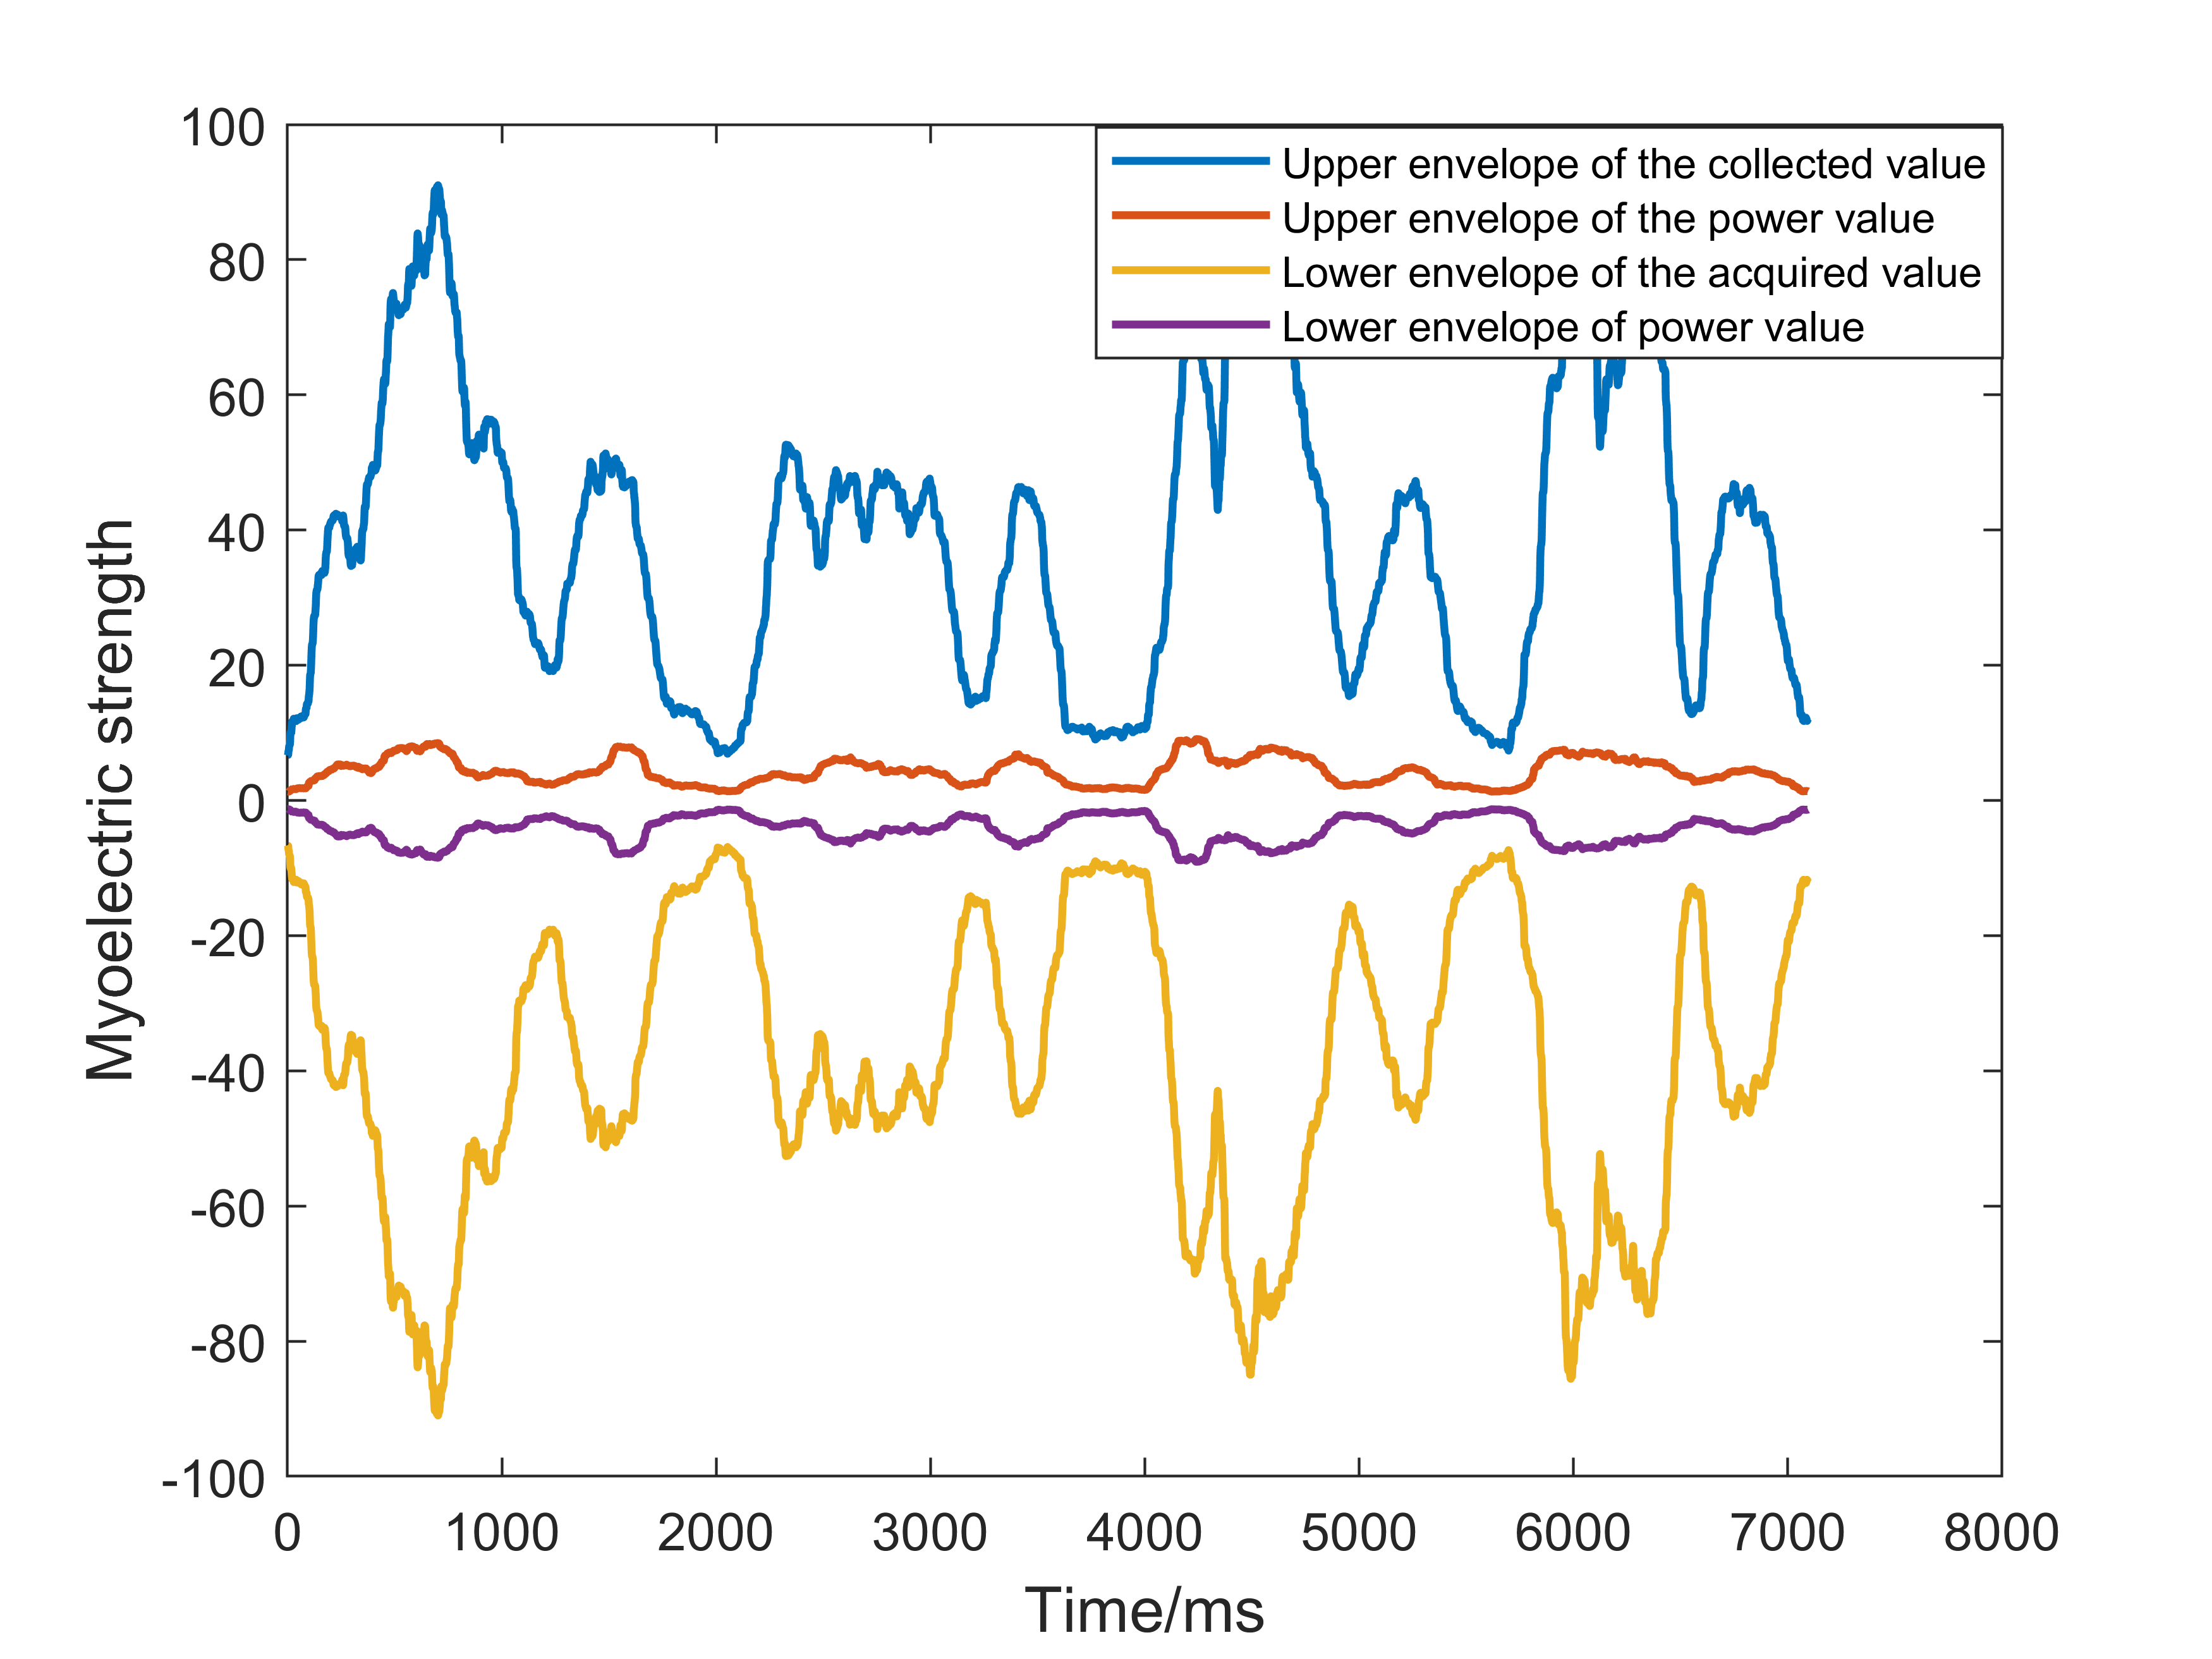 Upper envelope of the collected value
Upper envelope of the power value
Lower envelope of the acquired value
Lower envelope of power value
100
80
60
40
20
0
-20
-40
-60
-80
-100
Myoelectric strength
0 1000 2000 3000 4000 5000 6000 7000 8000
Time/ms